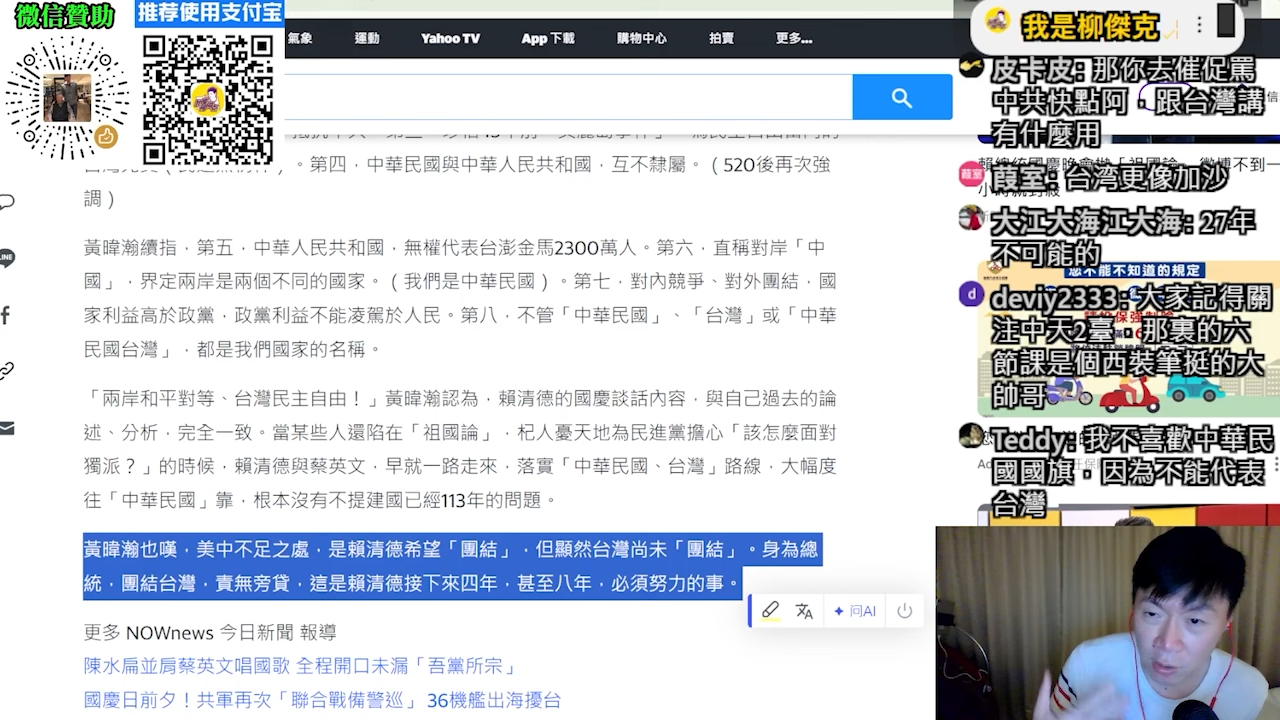 微信贊助
推荐使用支付宝
氣象 運動 Yahoo TV App 下載 購物中心 拍賣 更多...
我是柳傑克
。第四，中華民國與中華人民共和國，互不隸屬。（520後再次強
調）
黃暐瀚續指，第五，中華人民共和國，無權代表台澎金馬2300萬人。第六，直稱對岸「中
國」，界定兩岸是兩個不同的國家。（我們是中華民國） 第七，對內競爭、對外團結，國
家利益高於政黨，政黨利益不能凌駕於人民。第八，不管「中華民國」、「台灣」或「中華
民國台灣」，都是我們國家的名稱。
「兩岸和平對等、台灣民主自由！」黃暐瀚認為，賴清德的國慶談話內容，與自己過去的論
述、分析，完全一致。當某些人還陷在「祖國論」，杞人憂天地為民進黨擔心「該怎麼面對
獨派？」的時候，賴清德與蔡英文，早就一路走來，落實「中華民國、台灣」路線，大幅度
往「中華民國」靠，根本沒有不提建國已經113年的問題。
黃暐瀚也嘆，美中不足之處，是賴清德希望「團結」，但顯然台灣尚未「團結」。身為總
統，團結台灣，責無旁貸，這是賴清德接下來四年，甚至八年，必須努力的事。
问AI
更多 NOWnews 今日新聞 報導
陳水扁並肩蔡英文唱國歌 全程開口未漏「吾黨所宗」
國慶日前夕！共軍再次「聯合戰備警巡」 36機艦出海擾台
LINE
皮卡皮: 那你去催促罵
中共快點阿，跟台灣講
有什麼用
葭室: 台湾更像加沙
大江大海江大海: 27年
不可能的
您不能不知道的規定
deviy2333: 大家記得關
注中天2臺，那裏的六
節課是個西裝筆挺的大
帥哥
Teddy: 我不喜歡中華民
國國旗，因為不能代表
台灣